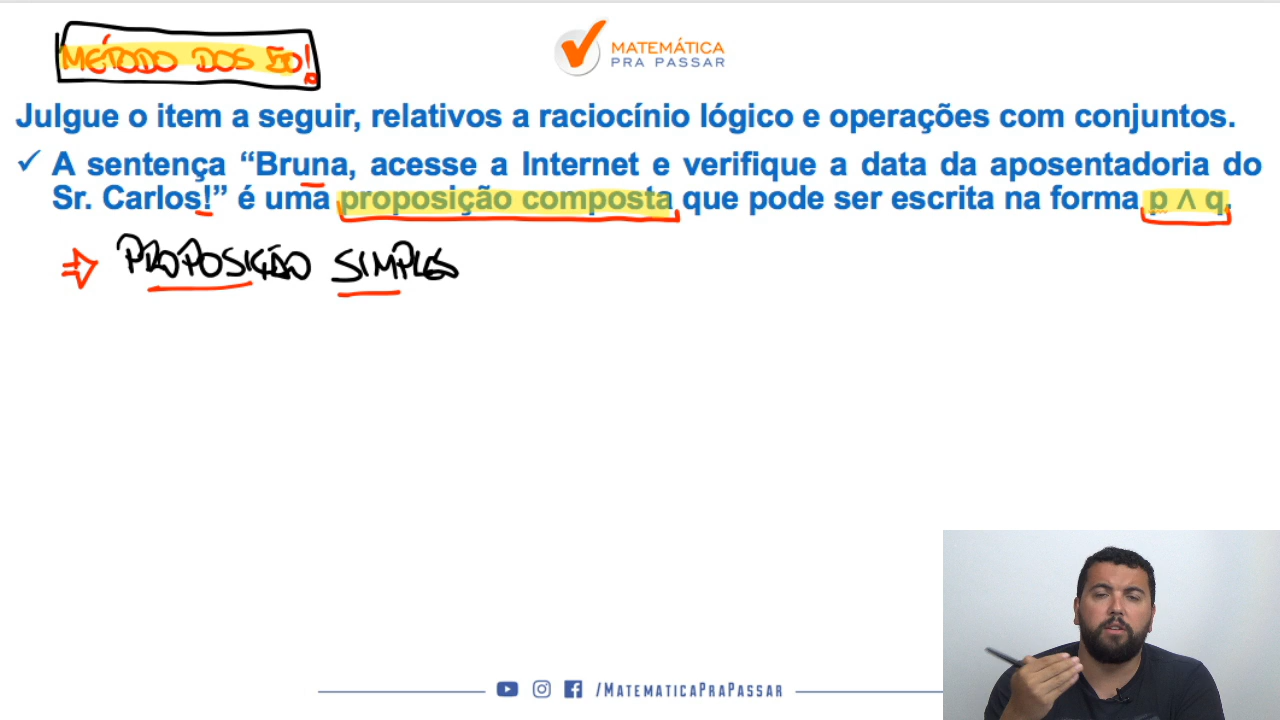 MÉTODO DOS 50!
MATEMÁTICA
PRA PASSAR
Julgue o item a seguir, relativos a raciocínio lógico e operações com conjuntos.
✓ A sentença “Bruna, acesse a Internet e verifique a data da aposentadoria do
Sr. Carlos!” é uma proposição composta que pode ser escrita na forma p ∧ q.
⇒ PROPOSIÇÃO SIMPLES
/MATEMATICAPRAPASSAR